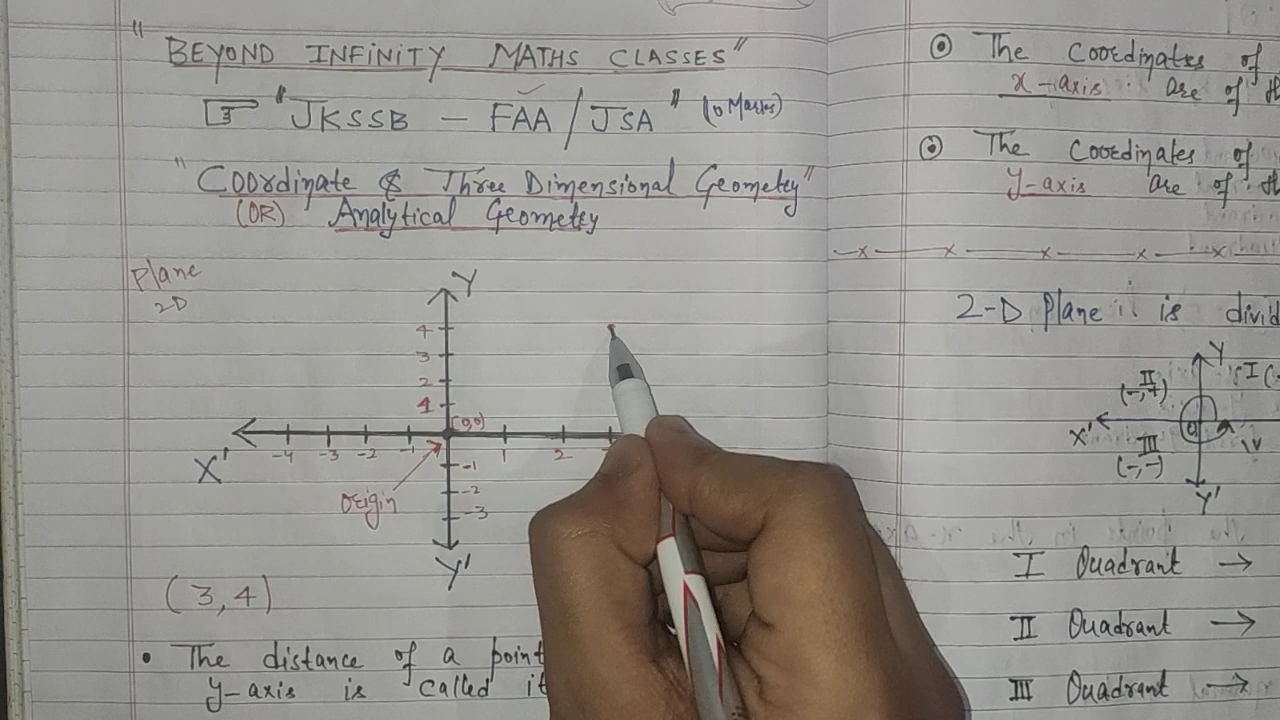 "BEYOND INFINITY MATHS CLASSES"
"JKSSB - FAA/JSA" (10 Marks)
"Coordinate & Three Dimensional Geometry"
(OR) Analytical Geometry
Plane
2-D
Y
4
3
2
1
(0,0)
X' -4 -3 -2 -1 1 2
-1
-2
-3
Origin
Y'
(3,4)
• The distance of a point
y-axis is called it
The Coordinates of
x-axis are of
The Coordinates of
y-axis are of
2-D Plane is divid
Y
II I
(-,+)
X' O
III IV
(-,-)
Y'
I Quadrant →
II Quadrant →
III Quadrant →